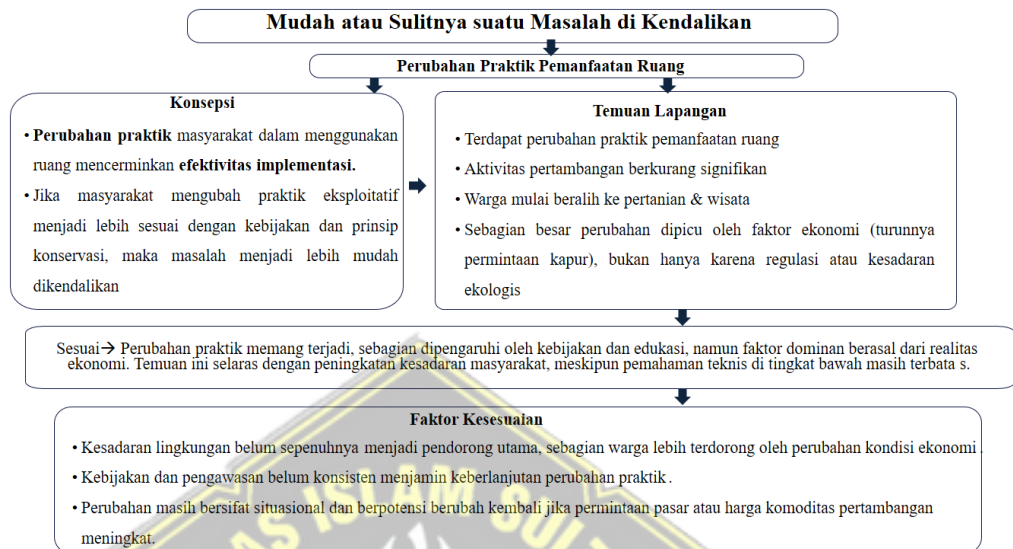 Mudah atau Sulitnya suatu Masalah di Kendalikan
Perubahan Praktik Pemanfaatan Ruang
Konsepsi
• Perubahan praktik masyarakat dalam menggunakan
ruang mencerminkan efektivitas implementasi.
• Jika masyarakat mengubah praktik eksploitatif
menjadi lebih sesuai dengan kebijakan dan prinsip
konservasi, maka masalah menjadi lebih mudah
dikendalikan
Temuan Lapangan
• Terdapat perubahan praktik pemanfaatan ruang
• Aktivitas pertambangan berkurang signifikan
• Warga mulai beralih ke pertanian & wisata
• Sebagian besar perubahan dipicu oleh faktor ekonomi (turunnya
permintaan kapur), bukan hanya karena regulasi atau kesadaran
ekologis
Sesuai→ Perubahan praktik memang terjadi, sebagian dipengaruhi oleh kebijakan dan edukasi, namun faktor dominan berasal dari realitas
ekonomi. Temuan ini selaras dengan peningkatan kesadaran masyarakat, meskipun pemahaman teknis di tingkat bawah masih terbata s.
Faktor Kesesuaian
• Kesadaran lingkungan belum sepenuhnya menjadi pendorong utama, sebagian warga lebih terdorong oleh perubahan kondisi ekonomi .
• Kebijakan dan pengawasan belum konsisten menjamin keberlanjutan perubahan praktik .
• Perubahan masih bersifat situasional dan berpotensi berubah kembali jika permintaan pasar atau harga komoditas pertambangan
meningkat.
ISLAM